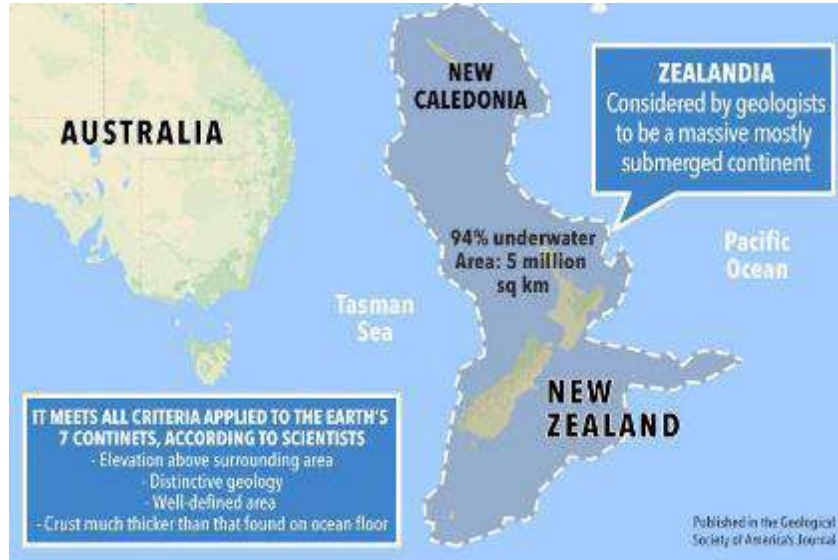 AUSTRALIA
NEW
CALEDONIA
ZEALANDIA
Considered by geologists
to be a massive mostly
submerged continent
94% underwater
Area: 5 million
sq km
Pacific
Ocean
Tasman
Sea
NEW
ZEALAND
IT MEETS ALL CRITERIA APPLIED TO THE EARTH'S
7 CONTINETS, ACCORDING TO SCIENTISTS
- Elevation above surrounding area
- Distinctive geology
- Well-defined area
- Crust much thicker than that found on ocean floor
Published in the Geological
Society of America's Journal